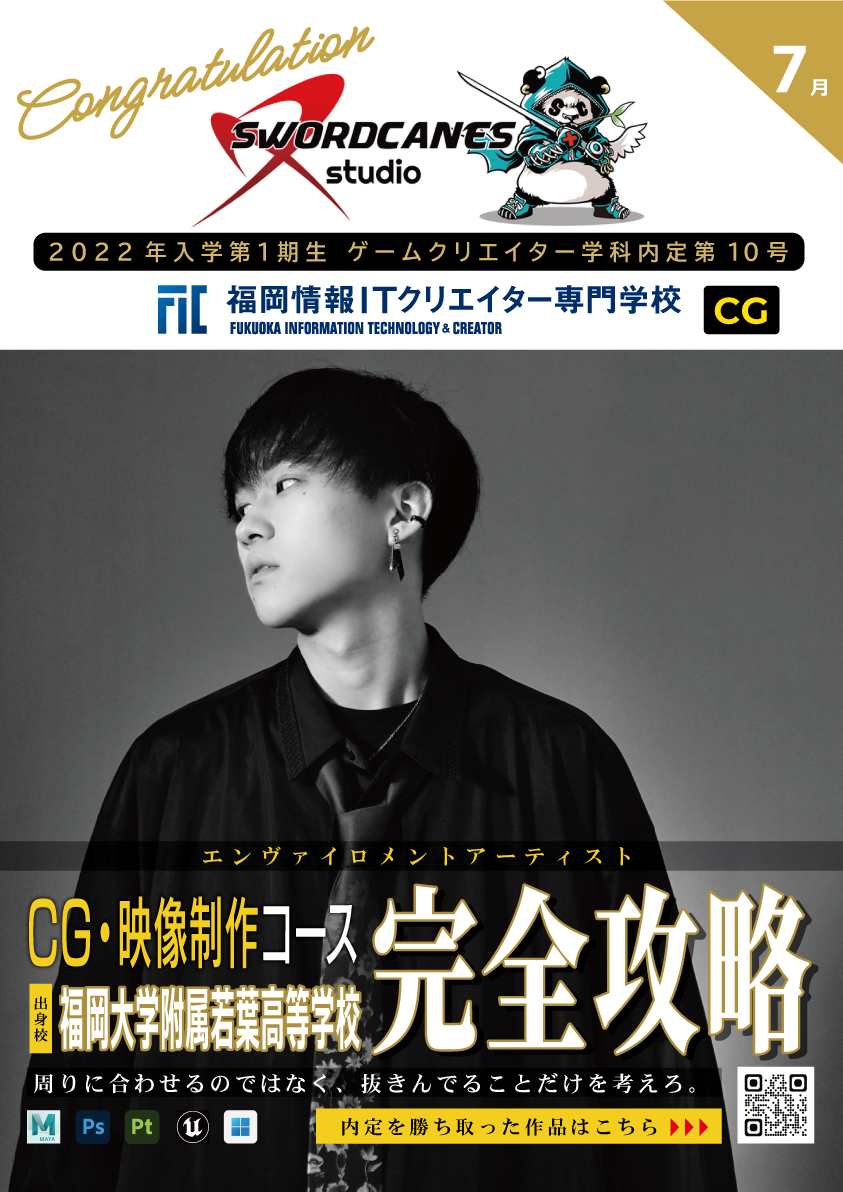 Congratulation
7月
SWORDCANES
studio
2022年入学第1期生 ゲームクリエイター学科内定第10号
FIC 福岡情報ITクリエイター専門学校
FUKUOKA INFORMATION TECHNOLOGY & CREATOR
CG
エンヴァイロメントアーティスト
CG・映像制作コース
完全攻略
出身校 福岡大学附属若葉高等学校
周りに合わせるのではなく、抜きんでることだけを考えろ。
M MAYA Ps Pt
内定を勝ち取った作品はこちら